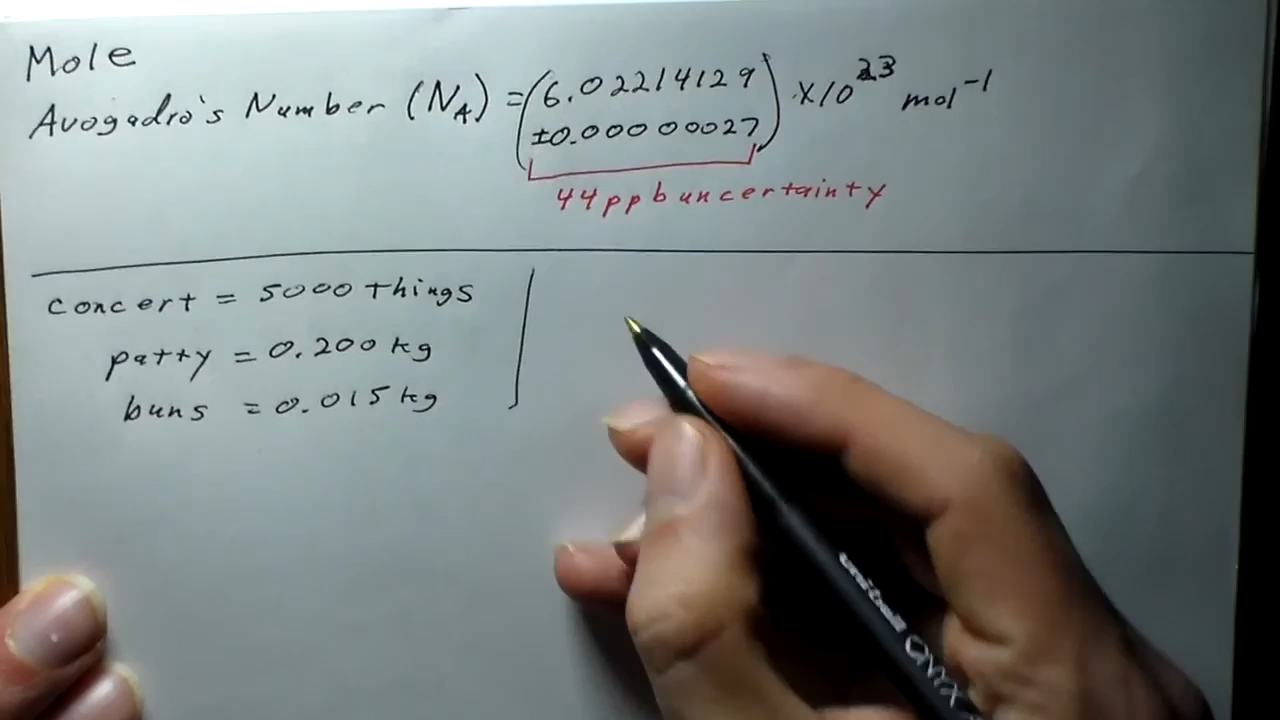 Mole
Avogadro's Number (NA) = (6.02214129 ±0.00000027) ×10^23 mol^-1
44ppb uncertainty
concert = 5000 things
patty = 0.200 kg
buns = 0.015 kg
uni-ball ONYX